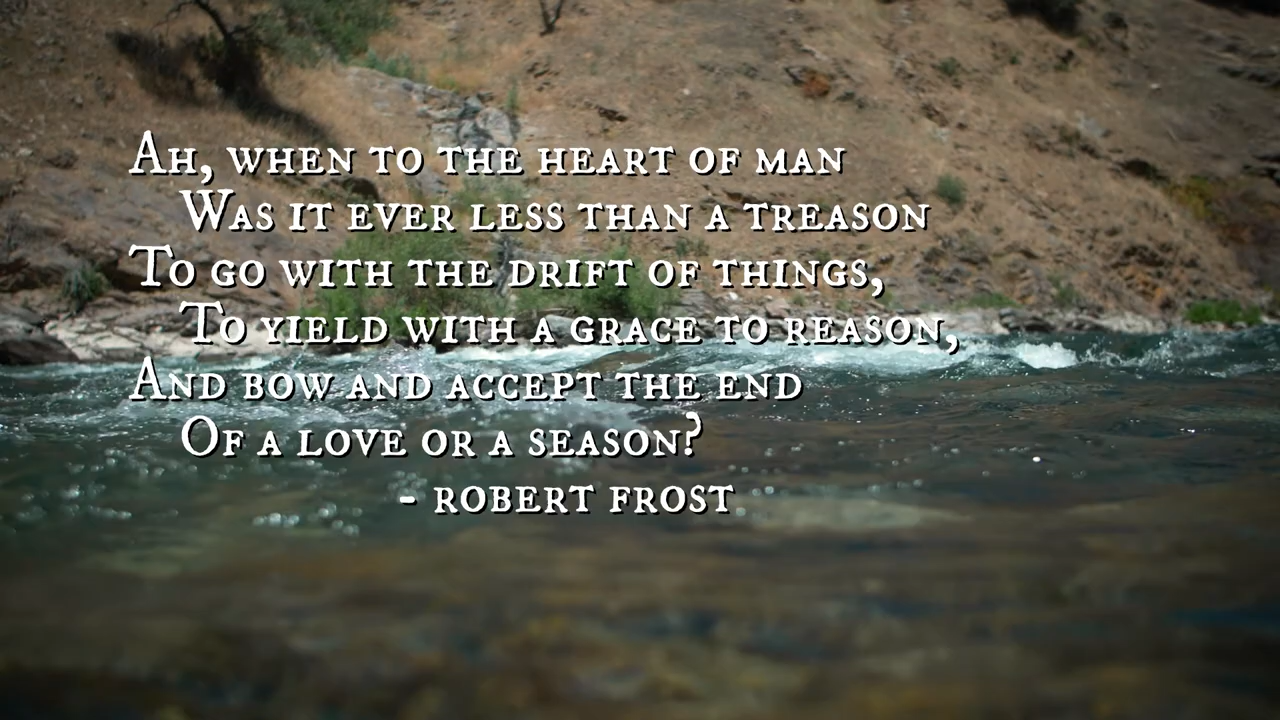 Ah, when to the heart of man
Was it ever less than a treason
To go with the drift of things,
To yield with a grace to reason,
And bow and accept the end
Of a love or a season?
- Robert Frost